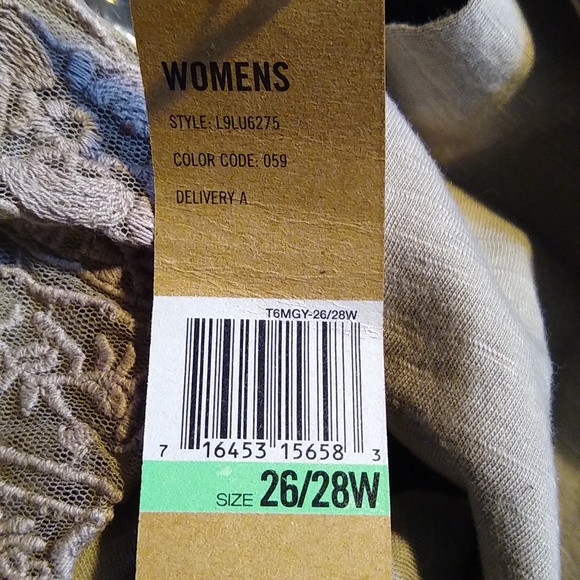 WOMENS
STYLE: L9LU6275
COLOR CODE: 059
DELIVERY A
T6MGY-26/28W
7 16453 15658 3
SIZE 26/28W